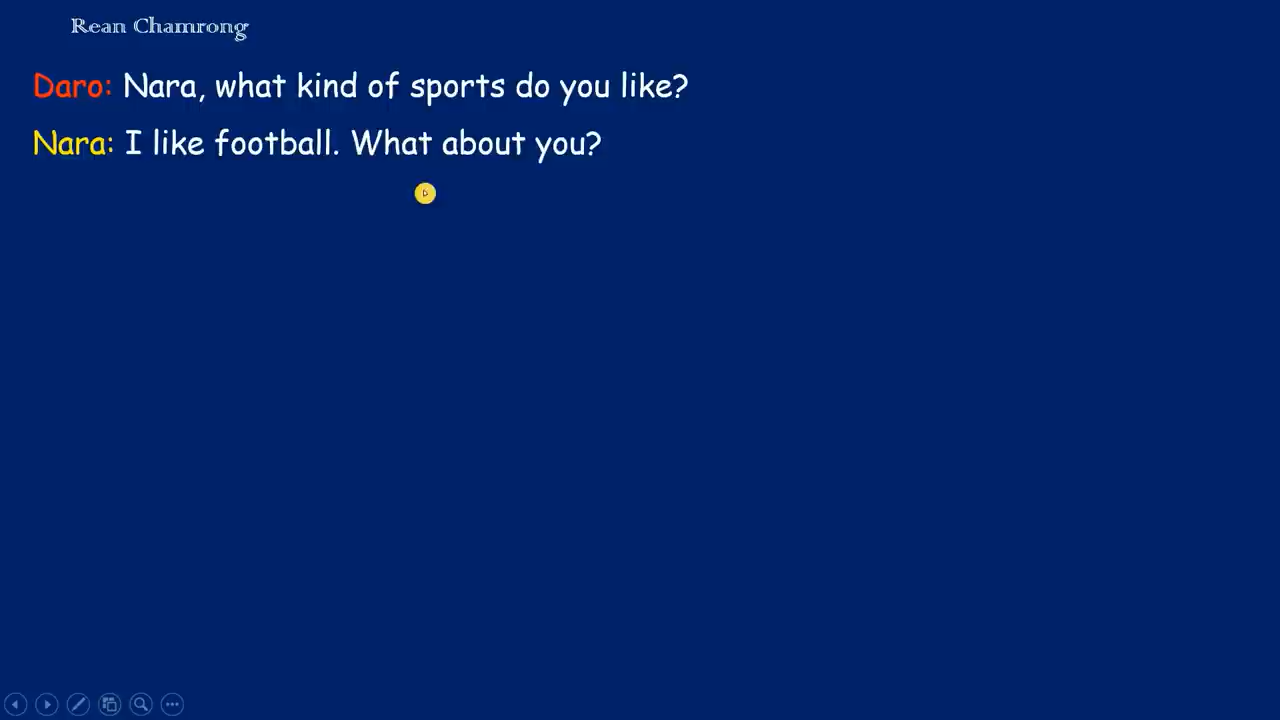 Rean Chamrong
Daro: Nara, what kind of sports do you like?
Nara: I like football. What about you?